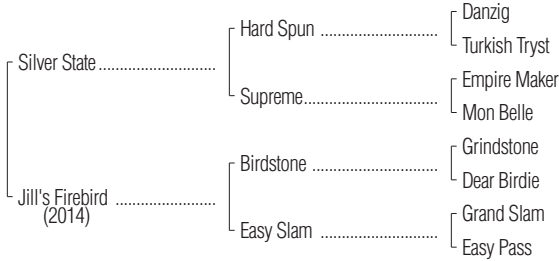 Danzig
Hard Spun ........................
Turkish Tryst
Silver State........................
Empire Maker
Supreme...........................
Mon Belle
Grindstone
Birdstone .........................
Dear Birdie
Jill's Firebird ....................
(2014)
Grand Slam
Easy Slam ........................
Easy Pass